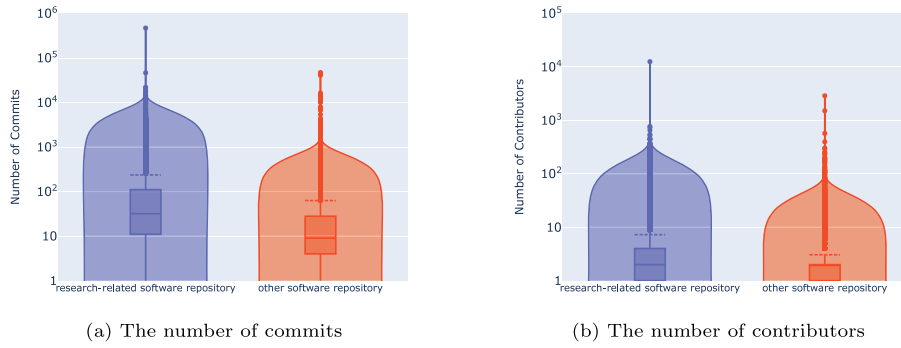 10^6
10^5
10^4
10^3
10^2
10
1
Number of Commits
research-related software repository
other software repository
(a) The number of commits
10^5
10^4
10^3
10^2
10
1
Number of Contributors
research-related software repository
other software repository
(b) The number of contributors